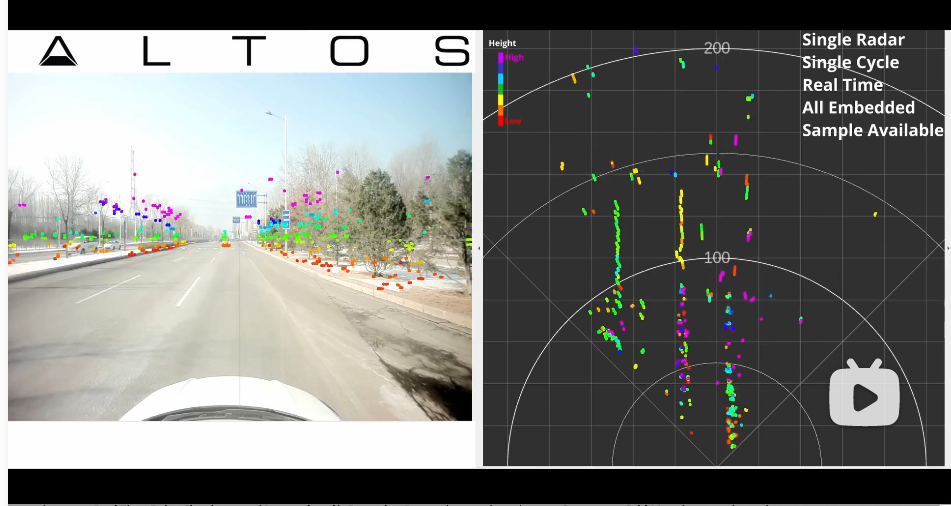 ALTOS
Height
High
Low
200
100
Single Radar
Single Cycle
Real Time
All Embedded
Sample Available